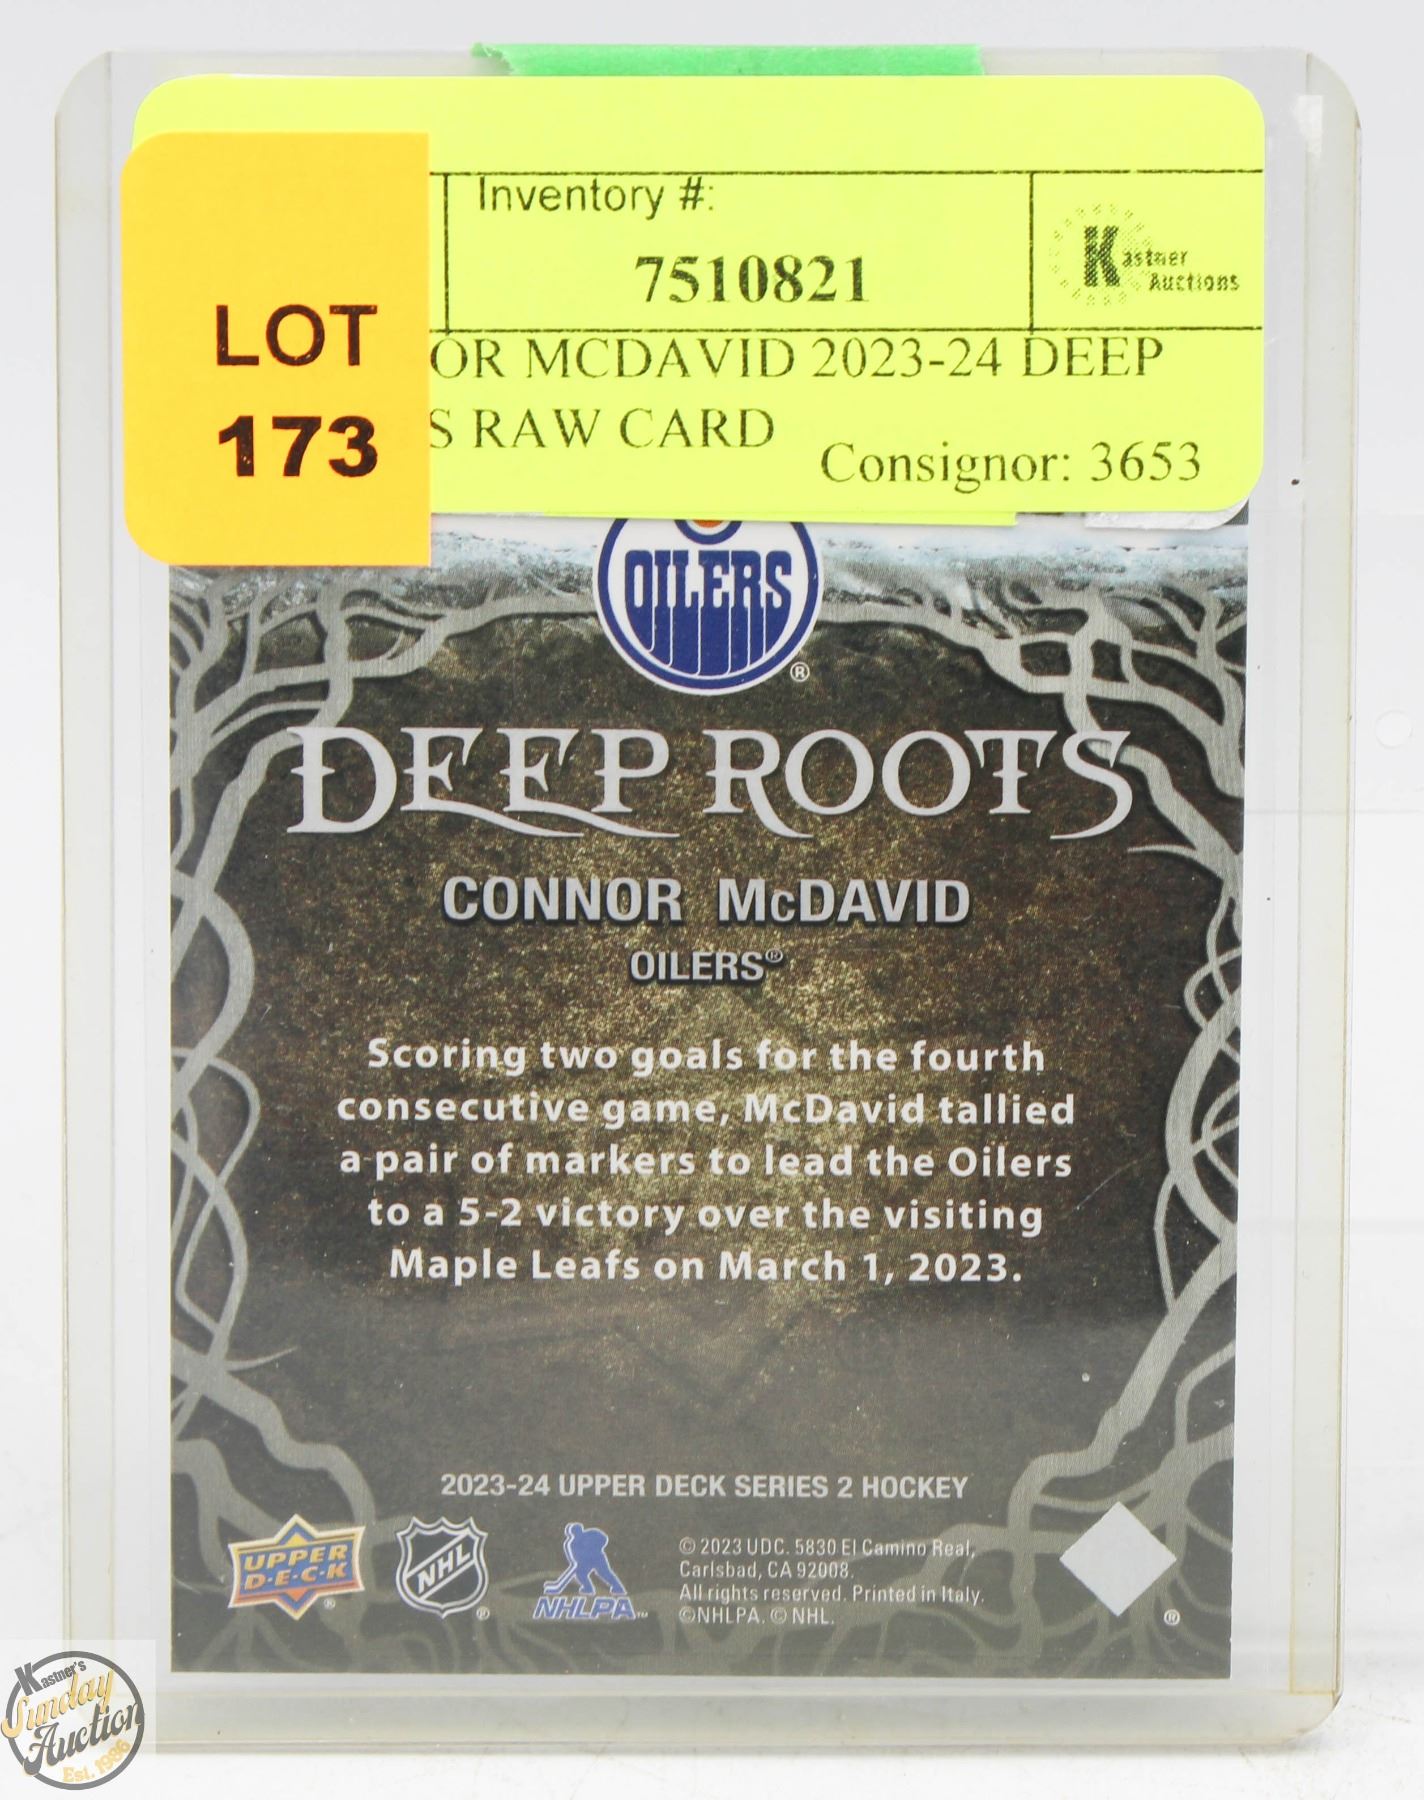 Inventory #:
7510821
Kastner
Auctions
LOT
173
OR MCDAVID 2023-24 DEEP
S RAW CARD
Consignor: 3653
OILERS
®
DEEP ROOTS
CONNOR McDAVID
OILERS®
Scoring two goals for the fourth
consecutive game, McDavid tallied
a pair of markers to lead the Oilers
to a 5-2 victory over the visiting
Maple Leafs on March 1, 2023.
2023-24 UPPER DECK SERIES 2 HOCKEY
UPPER
D·E·C·K
®
NHL
®
NHLPA™
© 2023 UDC. 5830 El Camino Real,
Carlsbad, CA 92008.
All rights reserved. Printed in Italy.
©NHLPA. © NHL.
®
Kastner's
Sunday
Auction
Est. 1986